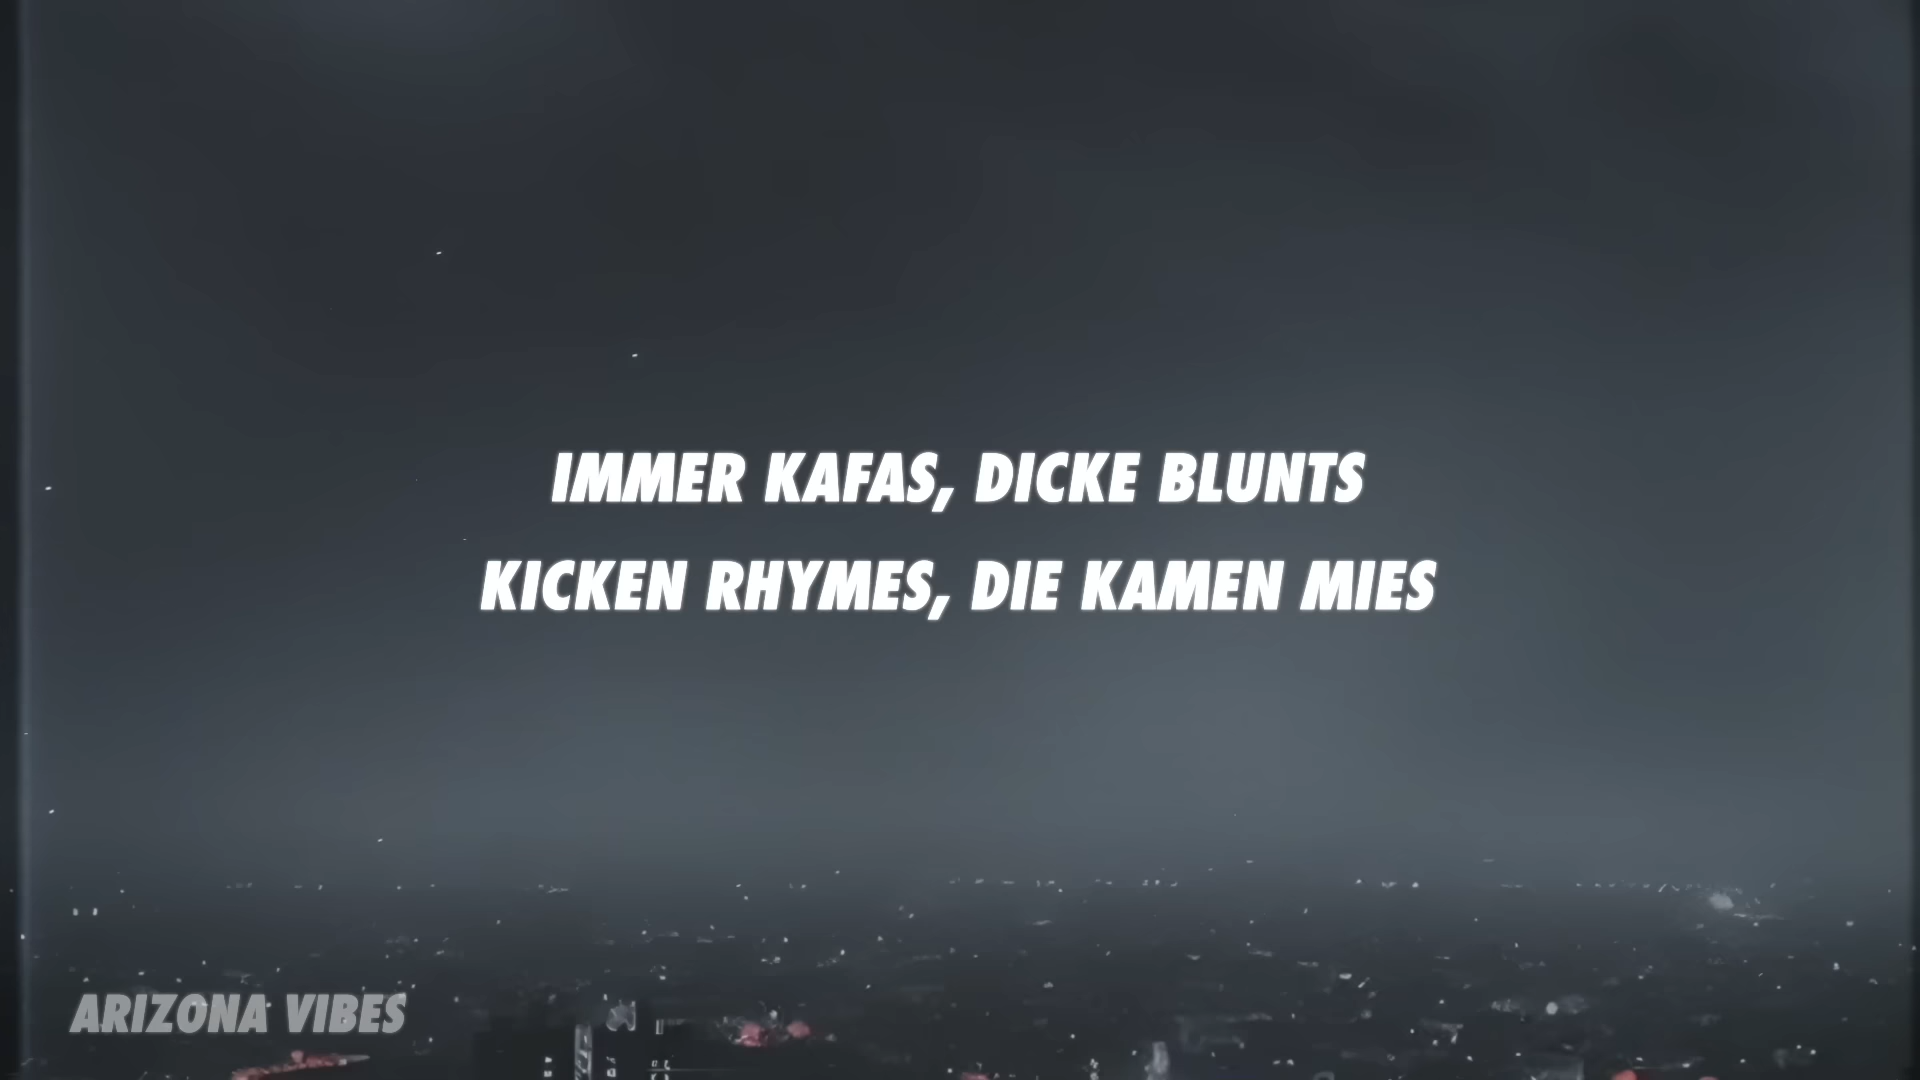 IMMER KAFAS, DICKE BLUNTS
KICKEN RHYMES, DIE KAMEN MIES
ARIZONA VIBES